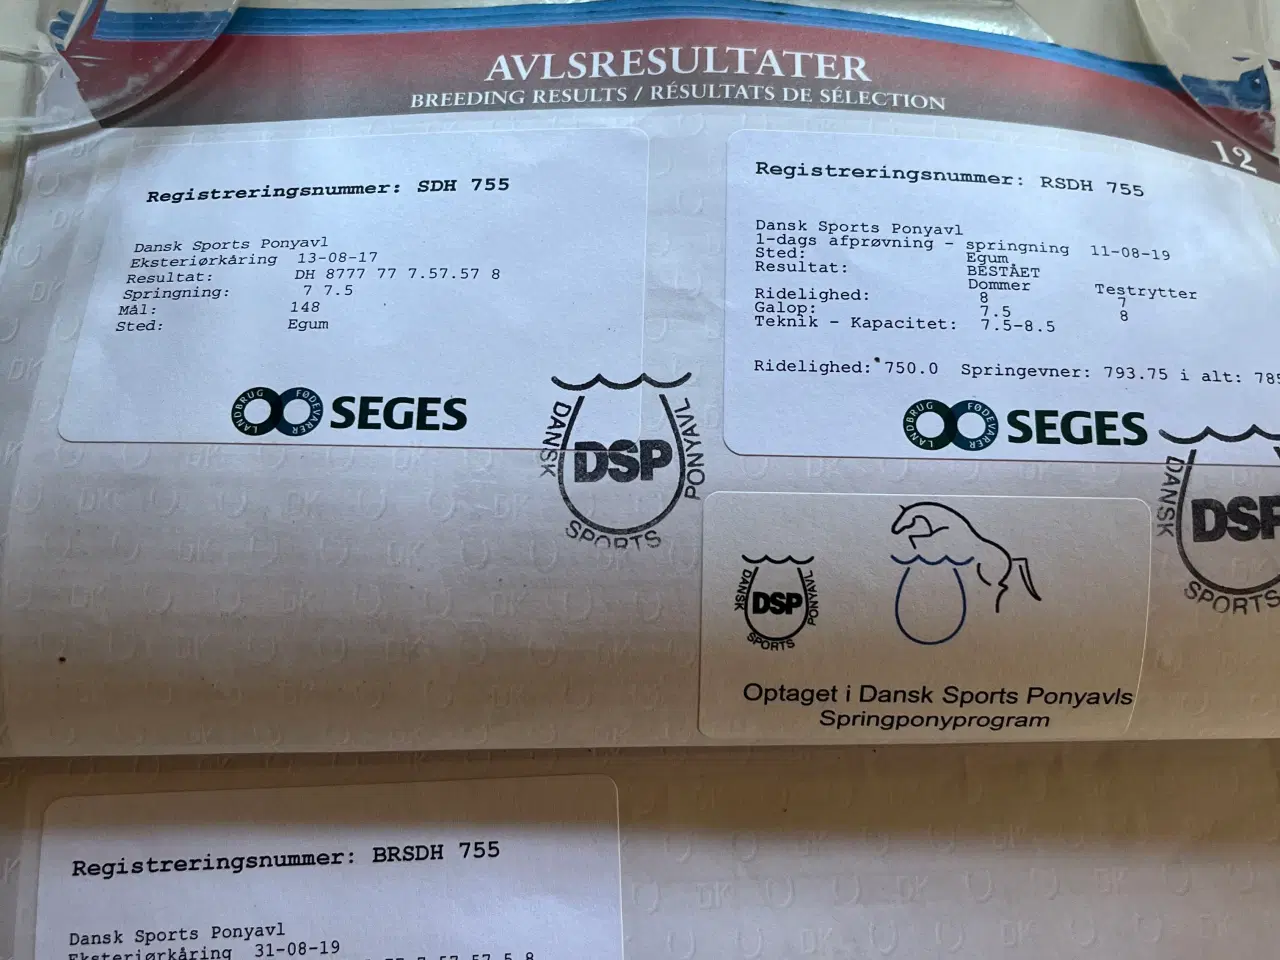 AVLSRESULTATER
BREEDING RESULTS / RÉSULTATS DE SÉLECTION
12
Registreringsnummer: SDH 755
Dansk Sports Ponyavl
Eksteriørkåring 13-08-17
Resultat: DH 8777 77 7.57.57 8
Springning: 7 7.5
Mål: 148
Sted: Egum
LANDBRUG FØDEVARER SEGES
DANSK DSP PONYAVL
SPORTS
Registreringsnummer: RSDH 755
Dansk Sports Ponyavl
1-dags afprøvning - springning 11-08-19
Sted: Egum
Resultat: BESTÅET
Dommer Testrytter
Ridelighed: 8 7
Galop: 7.5 8
Teknik - Kapacitet: 7.5-8.5
Ridelighed: 750.0 Springevner: 793.75 i alt: 785
LANDBRUG FØDEVARER SEGES
DANSK DSP
SPORTS
DANSK DSP PONYAVL
SPORTS
Optaget i Dansk Sports Ponyavls
Springponyprogram
Registreringsnummer: BRSDH 755
Dansk Sports Ponyavl
Eksteriørkåring 31-08-19